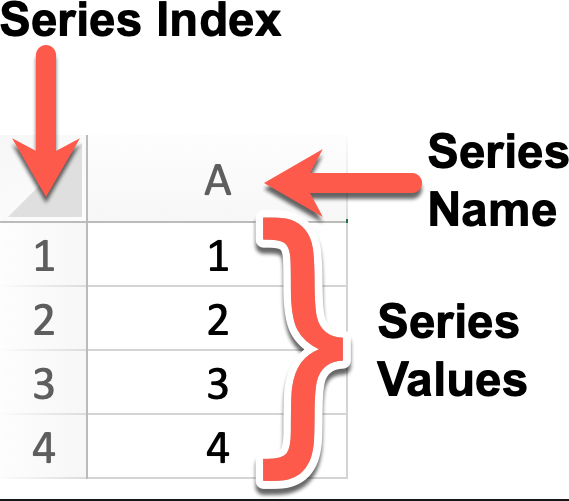 Series Index
A
Series
Name
1 1
2 2
3 3
4 4
Series
Values